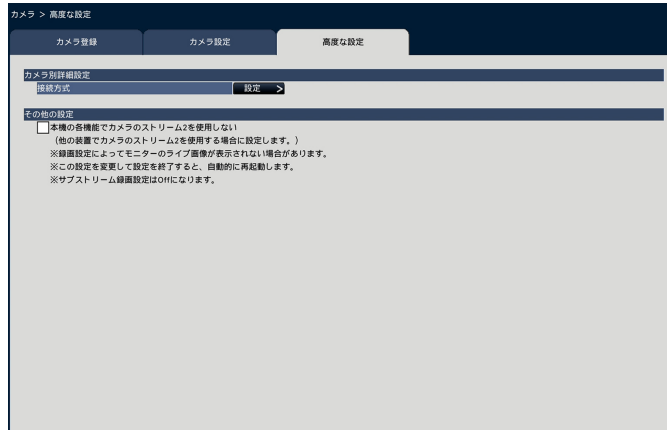 カメラ > 高度な設定
カメラ登録 カメラ設定 高度な設定
カメラ別詳細設定
接続方式 設定 >
その他の設定
本機の各機能でカメラのストリーム2を使用しない
(他の装置でカメラのストリーム2を使用する場合に設定します。)
※録画設定によってモニターのライブ画像が表示されない場合があります。
※この設定を変更して設定を終了すると、自動的に再起動します。
※サブストリーム録画設定はOffになります。